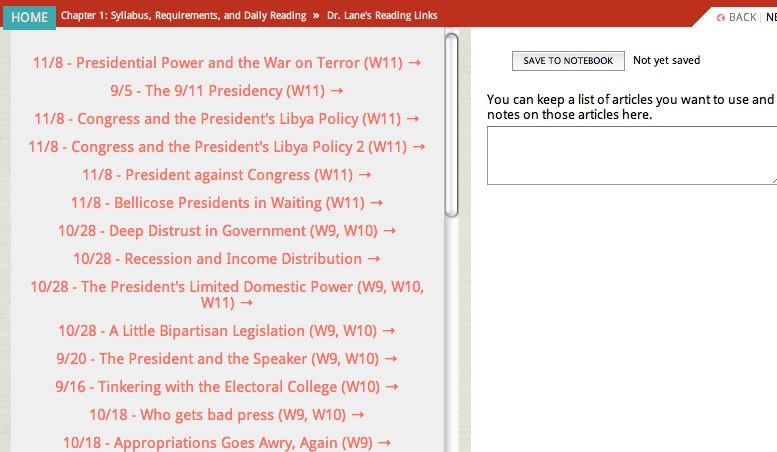 HOME Chapter 1: Syllabus, Requirements, and Daily Reading » Dr. Lane's Reading Links BACK
11/8 - Presidential Power and the War on Terror (W11) →
9/5 - The 9/11 Presidency (W11) →
11/8 - Congress and the President's Libya Policy (W11) →
11/8 - Congress and the President's Libya Policy 2 (W11) →
11/8 - President against Congress (W11) →
11/8 - Bellicose Presidents in Waiting (W11) →
10/28 - Deep Distrust in Government (W9, W10) →
10/28 - Recession and Income Distribution →
10/28 - The President's Limited Domestic Power (W9, W10,
W11) →
10/28 - A Little Bipartisan Legislation (W9, W10) →
9/20 - The President and the Speaker (W9, W10) →
9/16 - Tinkering with the Electoral College (W10) →
10/18 - Who gets bad press (W9, W10) →
10/18 - Appropriations Goes Awry, Again (W9) →
SAVE TO NOTEBOOK Not yet saved
You can keep a list of articles you want to use and
notes on those articles here.